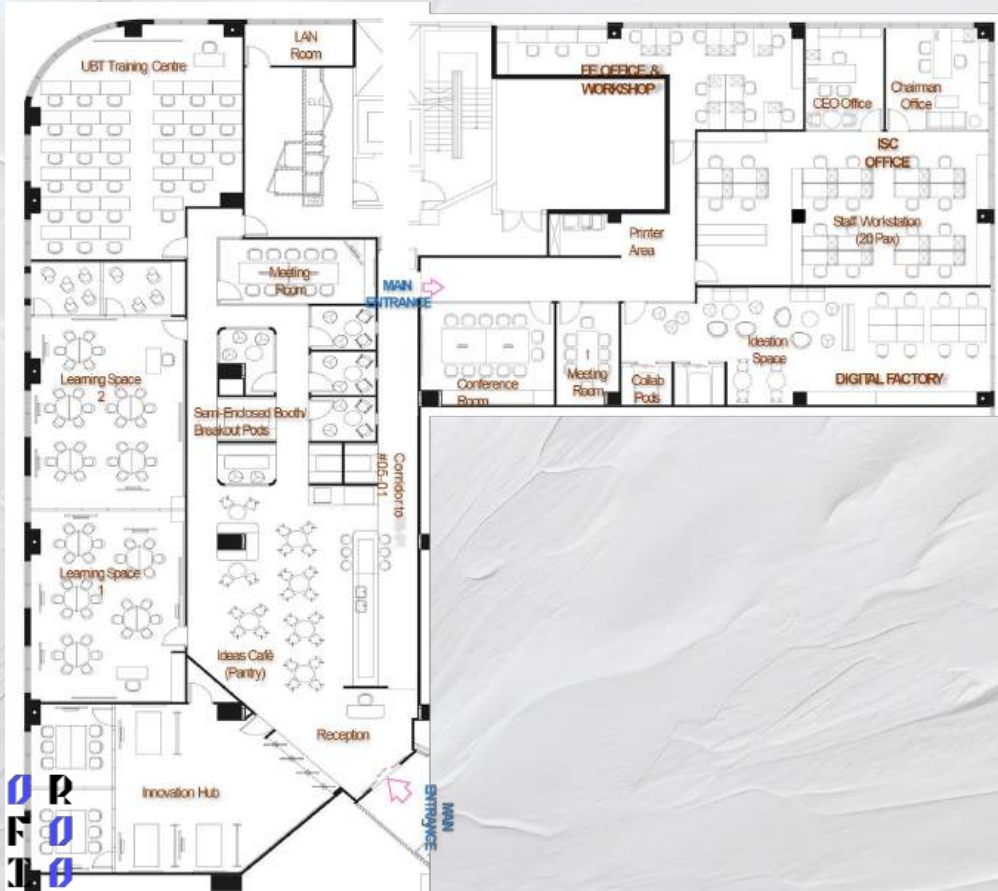 LAN
Room
UBT Training Centre
FE OFFICE &
WORKSHOP
CEO Office
Chairman
Office
ISC
OFFICE
Staff Workstation
(20 Pax)
Printer
Area
Meeting
Room
MAIN
ENTRANCE
Ideation
Space
Learning Space
2
Conference
Room
Meeting
Room
Collab
Pods
DIGITAL FACTORY
Semi-Enclosed Booth/
Breakout Pods
Corridor to
#05-01
Learning Space
1
Ideas Café
(Pantry)
Reception
Innovation Hub
MAIN
ENTRANCE
O R
F O
I O